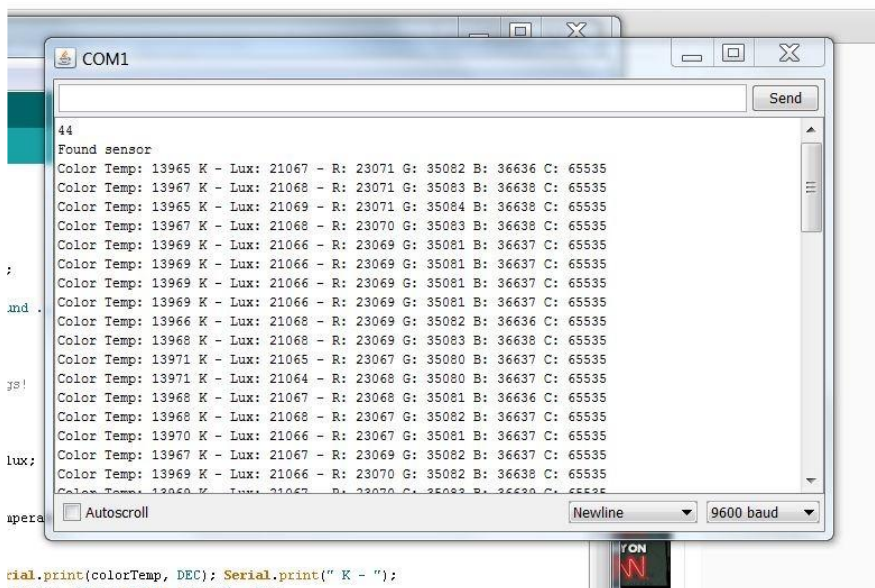 COM1
Send
44
Found sensor
Color Temp: 13965 K - Lux: 21067 - R: 23071 G: 35082 B: 36636 C: 65535
Color Temp: 13967 K - Lux: 21068 - R: 23071 G: 35083 B: 36638 C: 65535
Color Temp: 13965 K - Lux: 21069 - R: 23071 G: 35084 B: 36638 C: 65535
Color Temp: 13967 K - Lux: 21068 - R: 23070 G: 35083 B: 36638 C: 65535
Color Temp: 13969 K - Lux: 21066 - R: 23069 G: 35081 B: 36637 C: 65535
Color Temp: 13969 K - Lux: 21066 - R: 23069 G: 35081 B: 36637 C: 65535
Color Temp: 13969 K - Lux: 21066 - R: 23069 G: 35081 B: 36637 C: 65535
Color Temp: 13969 K - Lux: 21066 - R: 23069 G: 35081 B: 36637 C: 65535
Color Temp: 13966 K - Lux: 21068 - R: 23069 G: 35082 B: 36636 C: 65535
Color Temp: 13968 K - Lux: 21068 - R: 23069 G: 35083 B: 36638 C: 65535
Color Temp: 13971 K - Lux: 21065 - R: 23067 G: 35080 B: 36637 C: 65535
Color Temp: 13971 K - Lux: 21064 - R: 23068 G: 35080 B: 36637 C: 65535
Color Temp: 13968 K - Lux: 21067 - R: 23068 G: 35081 B: 36636 C: 65535
Color Temp: 13968 K - Lux: 21068 - R: 23067 G: 35082 B: 36637 C: 65535
Color Temp: 13970 K - Lux: 21066 - R: 23067 G: 35081 B: 36637 C: 65535
Color Temp: 13967 K - Lux: 21067 - R: 23069 G: 35082 B: 36637 C: 65535
Color Temp: 13969 K - Lux: 21066 - R: 23070 G: 35082 B: 36638 C: 65535
Autoscroll
Newline
9600 baud
;
und .
gs!
lux;
mpera
YON
rial.print(colorTemp, DEC); Serial.print(" K - ");